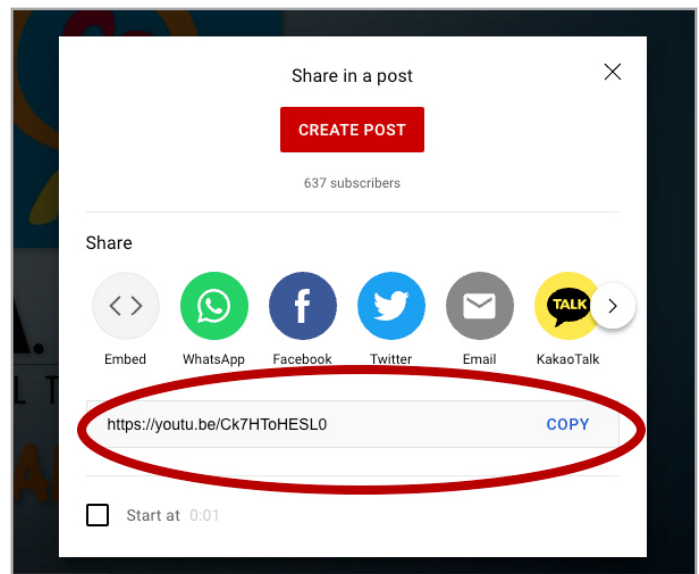 Share in a post
CREATE POST
637 subscribers
Share
TALK
Embed WhatsApp Facebook Twitter Email KakaoTalk
https://youtu.be/Ck7HToHESL0 COPY
Start at 0:01